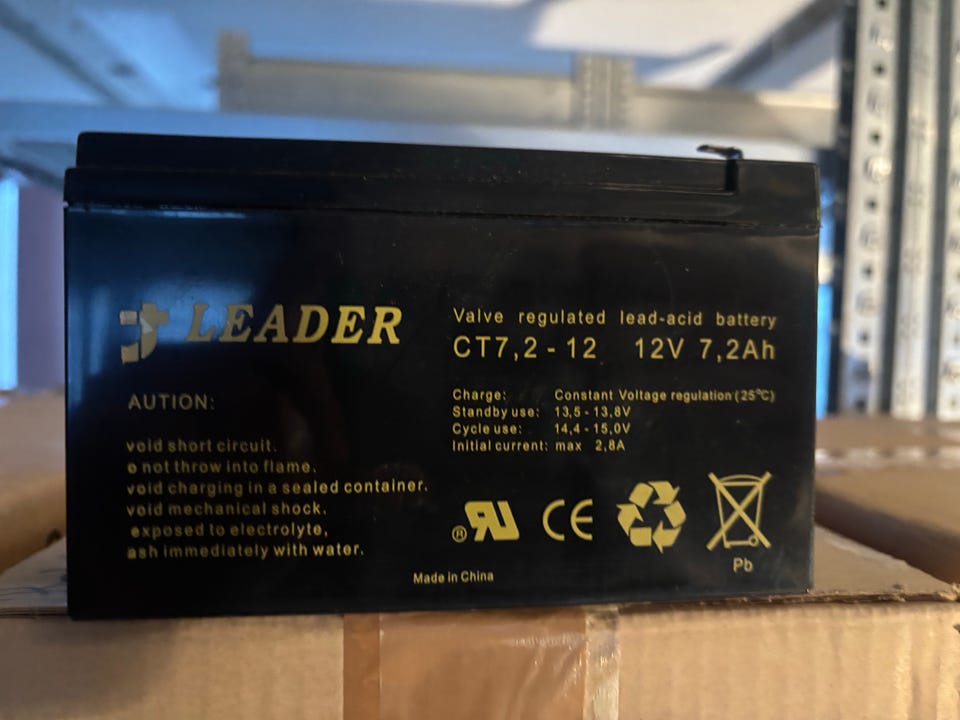 LEADER
Valve regulated lead-acid battery
CT7,2 - 12 12V 7,2Ah
AUTION:
void short circuit.
o not throw into flame.
void charging in a sealed container.
void mechanical shock.
exposed to electrolyte,
ash immediately with water.
Charge: Constant Voltage regulation (25°C)
Standby use: 13,5 - 13,8V
Cycle use: 14,4 - 15,0V
Initial current: max 2,8A
® RU CE
Pb
Made in China